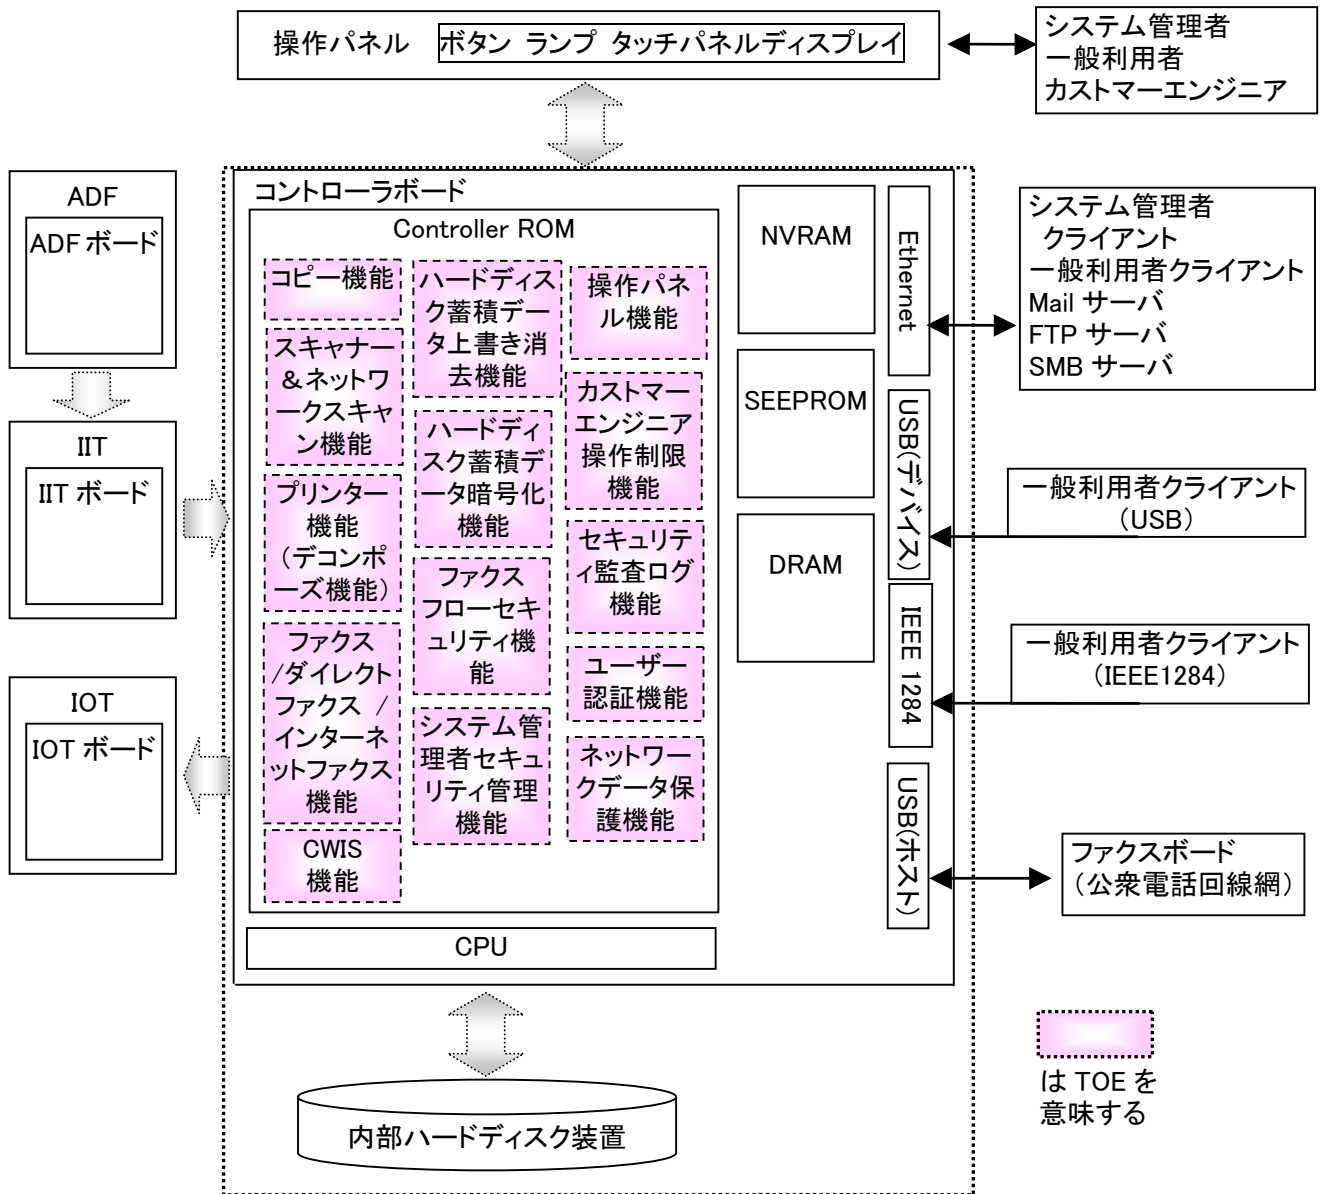 操作パネル ボタン ランプ タッチパネルディスプレイ
システム管理者
一般利用者
カストマーエンジニア
ADF
ADF ボード
IIT
IIT ボード
IOT
IOT ボード
コントローラボード
Controller ROM
コピー機能
スキャナー
&ネットワ
ークスキャ
ン機能
プリンター
機能
(デコンポ
ーズ機能)
ファクス
/ダイレクト
ファクス /
インターネ
ットファクス
機能
CWIS
機能
ハードディス
ク蓄積デー
タ上書き消
去機能
ハードディ
スク蓄積デ
ータ暗号化
機能
ファクス
フローセキ
ュリティ機
能
システム管
理者セキュ
リティ管理
機能
操作パネ
ル機能
カストマー
エンジニア
操作制限
機能
セキュリテ
ィ監査ログ
機能
ユーザー
認証機能
ネットワー
クデータ保
護機能
NVRAM
SEEPROM
DRAM
Ethernet
USB(デバイス)
IEEE 1284
USB(ホスト)
CPU
内部ハードディスク装置
システム管理者
クライアント
一般利用者クライアント
Mail サーバ
FTP サーバ
SMB サーバ
一般利用者クライアント
(USB)
一般利用者クライアント
(IEEE1284)
ファクスボード
(公衆電話回線網)
は TOE を
意味する